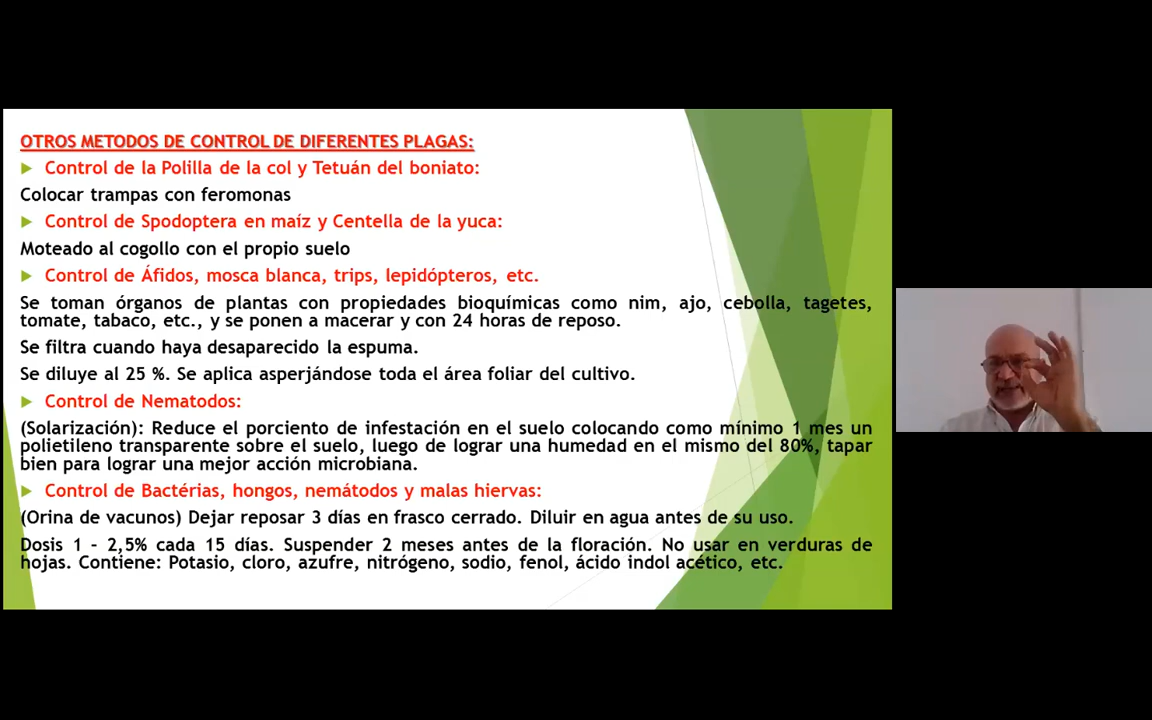 OTROS METODOS DE CONTROL DE DIFERENTES PLAGAS:
Control de la Polilla de la col y Tetuán del boniato:
Colocar trampas con feromonas
Control de Spodoptera en maíz y Centella de la yuca:
Moteado al cogollo con el propio suelo
Control de Áfidos, mosca blanca, trips, lepidópteros, etc.
Se toman órganos de plantas con propiedades bioquímicas como nim, ajo, cebolla, tagetes,
tomate, tabaco, etc., y se ponen a macerar y con 24 horas de reposo.
Se filtra cuando haya desaparecido la espuma.
Se diluye al 25 %. Se aplica asperjándose toda el área foliar del cultivo.
Control de Nematodos:
(Solarización): Reduce el porciento de infestación en el suelo colocando como mínimo 1 mes un
polietileno transparente sobre el suelo, luego de lograr una humedad en el mismo del 80%, tapar
bien para lograr una mejor acción microbiana.
Control de Bactérias, hongos, nemátodos y malas hiervas:
(Orina de vacunos) Dejar reposar 3 días en frasco cerrado. Diluir en agua antes de su uso.
Dosis 1 – 2,5% cada 15 días. Suspender 2 meses antes de la floración. No usar en verduras de
hojas. Contiene: Potasio, cloro, azufre, nitrógeno, sodio, fenol, ácido indol acético, etc.